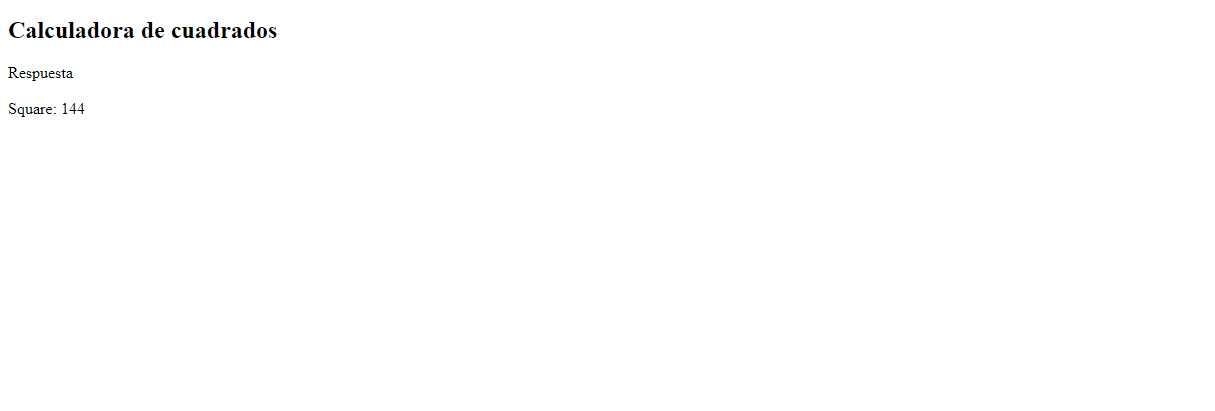 Calculadora de cuadrados
Respuesta
Square: 144